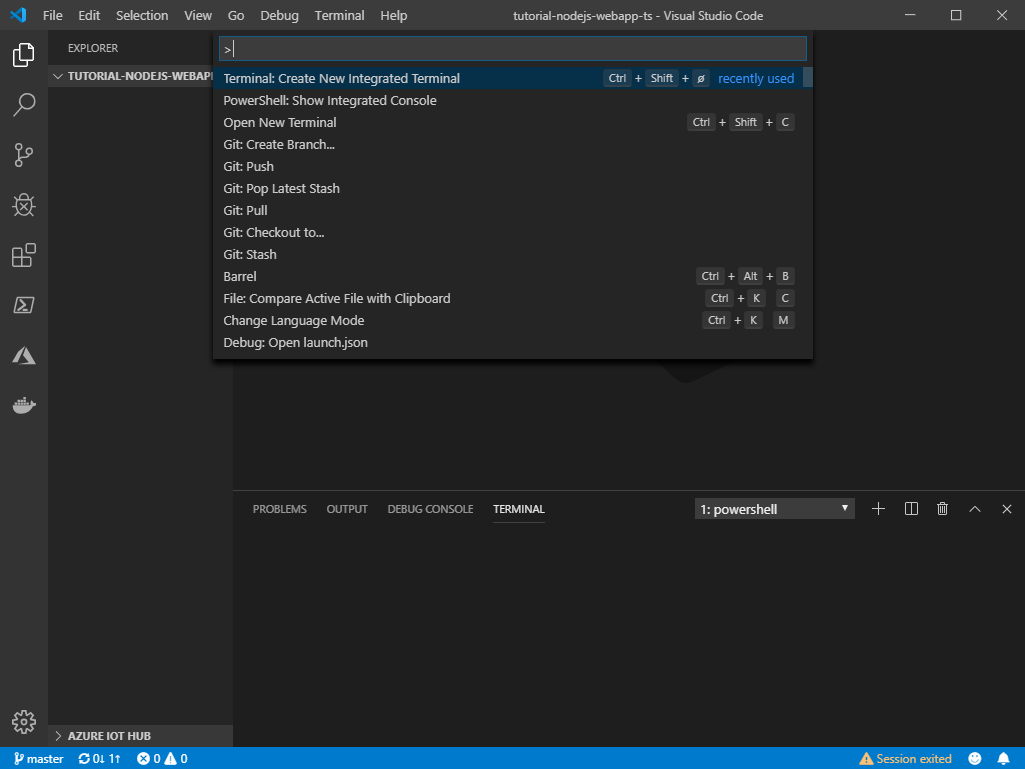 File Edit Selection View Go Debug Terminal Help tutorial-nodejs-webapp-ts - Visual Studio Code
EXPLORER
TUTORIAL-NODEJS-WEBAP
>
Terminal: Create New Integrated Terminal Ctrl + Shift + ø recently used
PowerShell: Show Integrated Console
Open New Terminal Ctrl + Shift + C
Git: Create Branch...
Git: Push
Git: Pop Latest Stash
Git: Pull
Git: Checkout to...
Git: Stash
Barrel Ctrl + Alt + B
File: Compare Active File with Clipboard Ctrl + K C
Change Language Mode Ctrl + K M
Debug: Open launch.json
PROBLEMS OUTPUT DEBUG CONSOLE TERMINAL 1: powershell
AZURE IOT HUB
master 0↓ 1↑ 0 0 Session exited